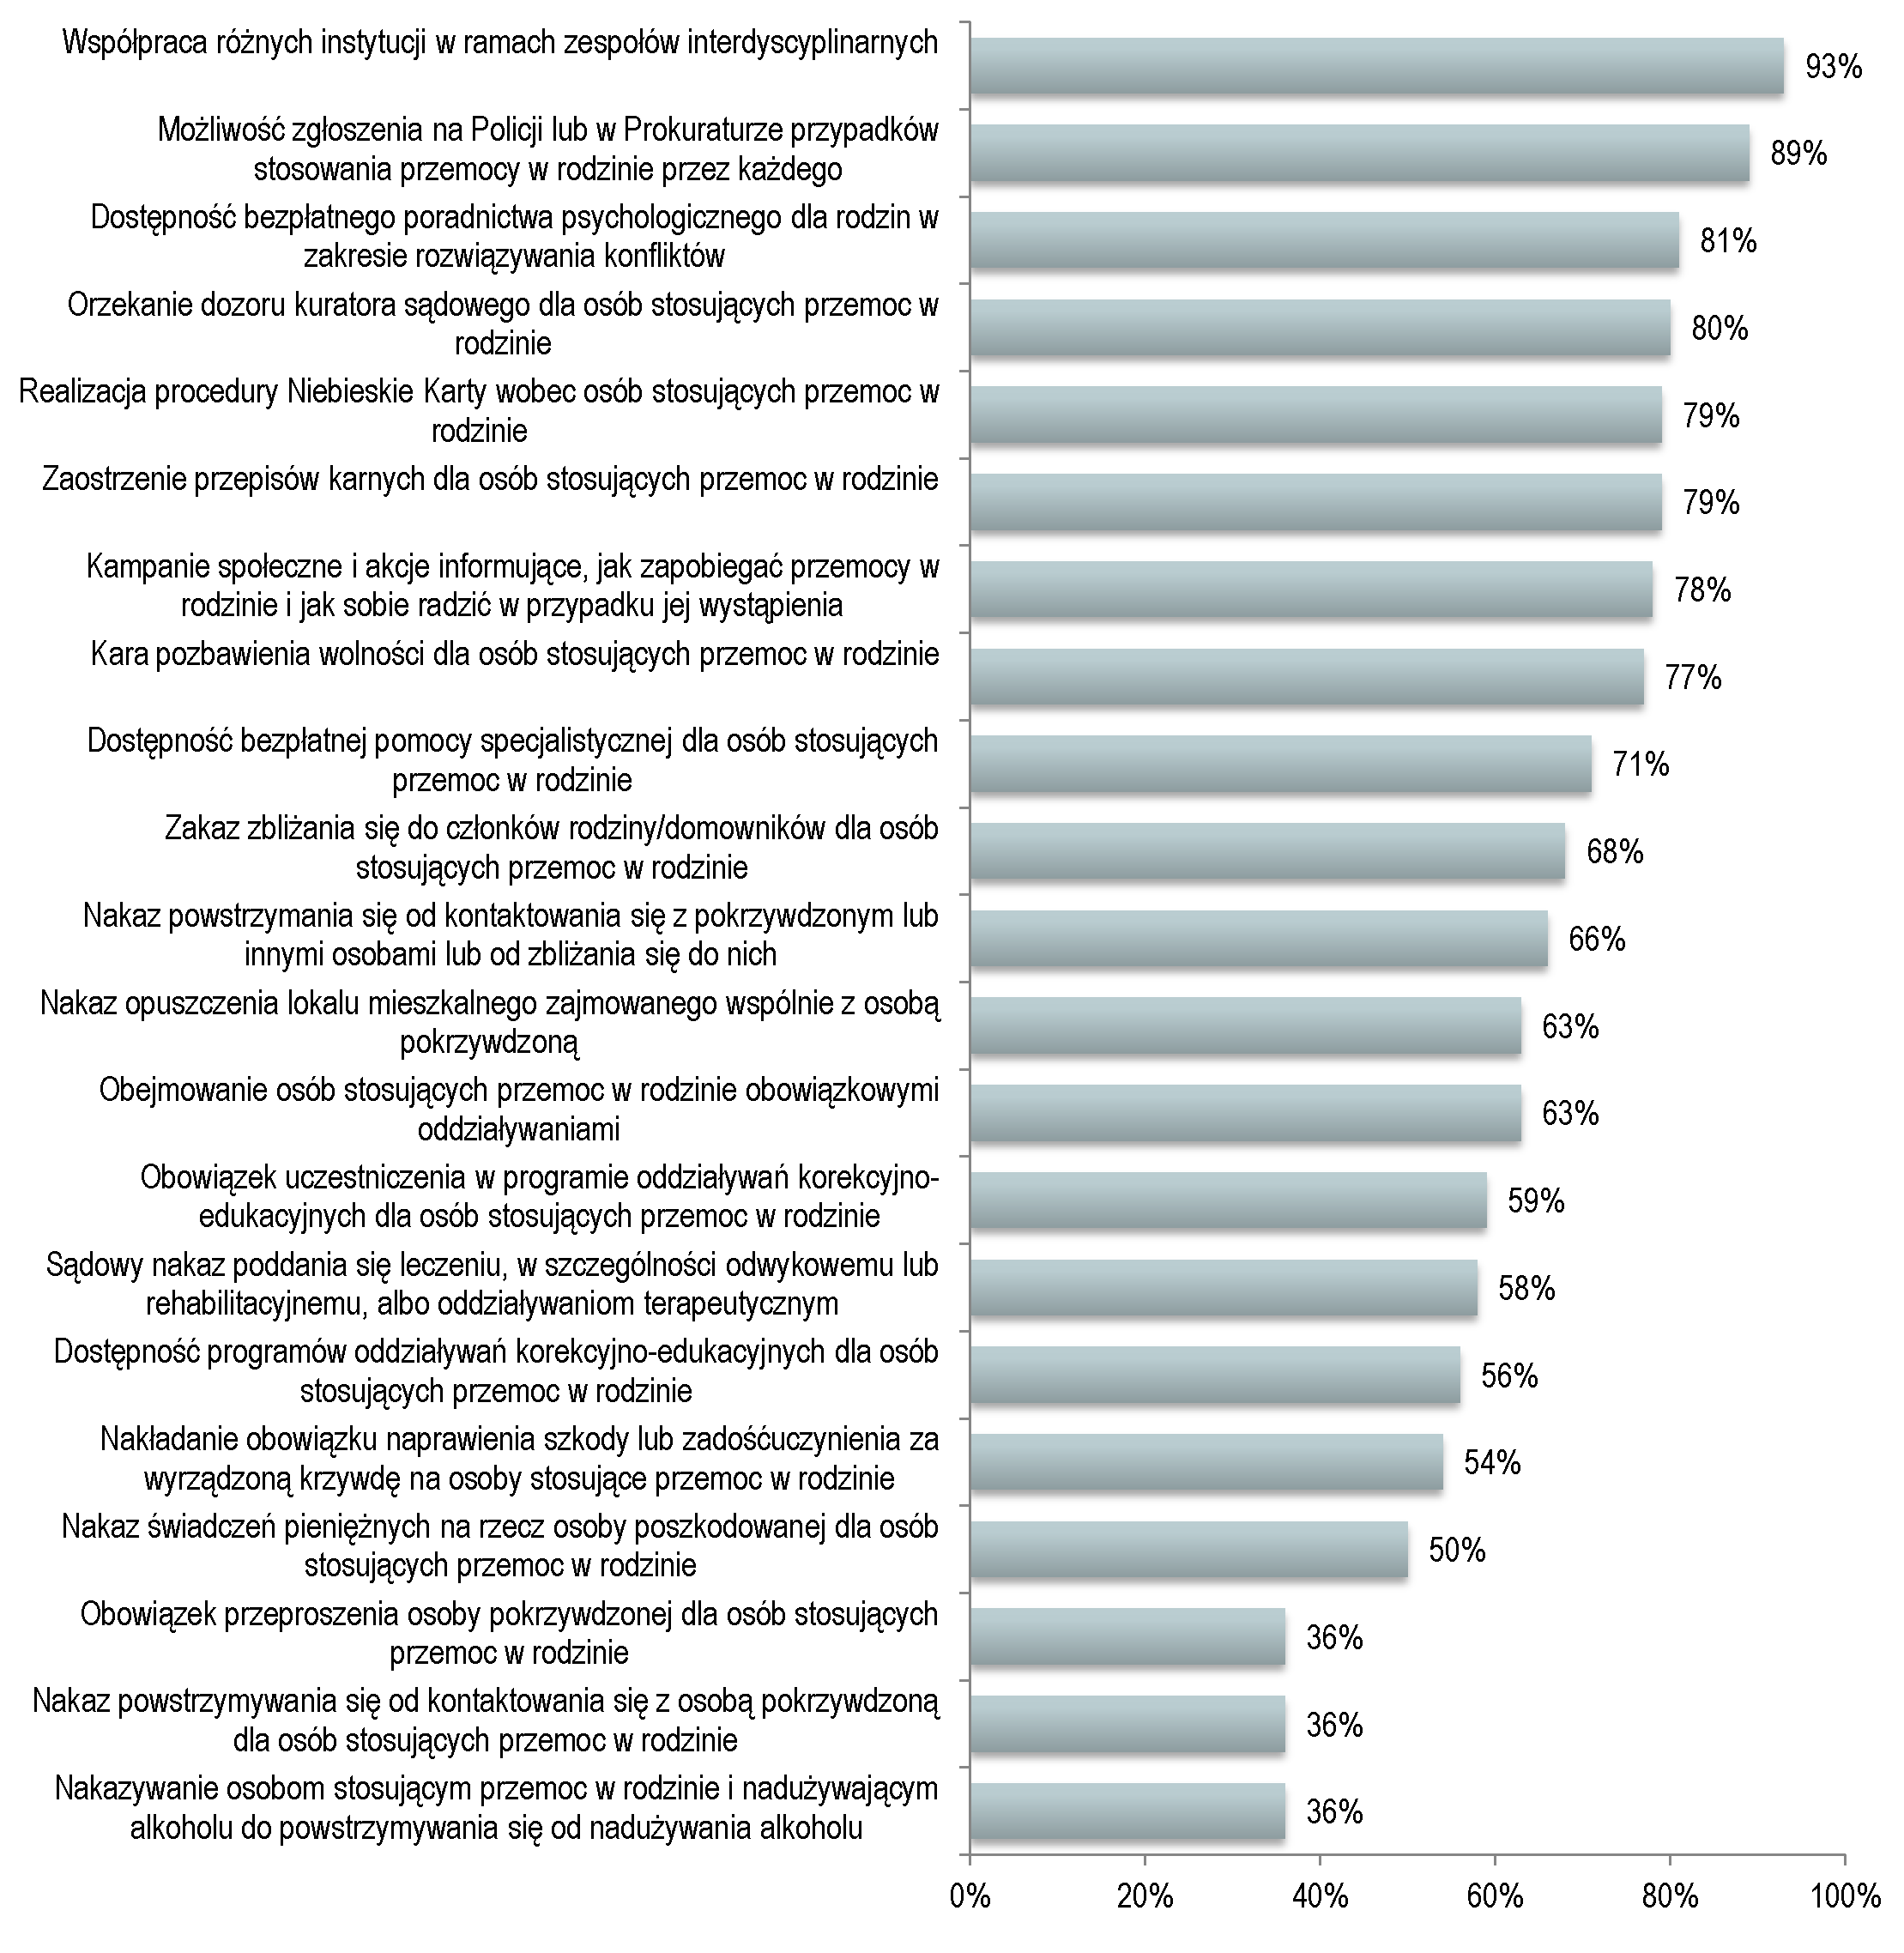 Współpraca różnych instytucji w ramach zespołów interdyscyplinarnych
93%
Możliwość zgłoszenia na Policji lub w Prokuraturze przypadków
stosowania przemocy w rodzinie przez każdego
89%
Dostępność bezpłatnego poradnictwa psychologicznego dla rodzin w
zakresie rozwiązywania konfliktów
81%
Orzekanie dozoru kuratora sądowego dla osób stosujących przemoc w
rodzinie
80%
Realizacja procedury Niebieskie Karty wobec osób stosujących przemoc w
rodzinie
79%
Zaostrzenie przepisów karnych dla osób stosujących przemoc w rodzinie
79%
Kampanie społeczne i akcje informujące, jak zapobiegać przemocy w
rodzinie i jak sobie radzić w przypadku jej wystąpienia
78%
Kara pozbawienia wolności dla osób stosujących przemoc w rodzinie
77%
Dostępność bezpłatnej pomocy specjalistycznej dla osób stosujących
przemoc w rodzinie
71%
Zakaz zbliżania się do członków rodziny/domowników dla osób
stosujących przemoc w rodzinie
68%
Nakaz powstrzymania się od kontaktowania się z pokrzywdzonym lub
innymi osobami lub od zbliżania się do nich
66%
Nakaz opuszczenia lokalu mieszkalnego zajmowanego wspólnie z osobą
pokrzywdzoną
63%
Obejmowanie osób stosujących przemoc w rodzinie obowiązkowymi
oddziaływaniami
63%
Obowiązek uczestniczenia w programie oddziaływań korekcyjno-
edukacyjnych dla osób stosujących przemoc w rodzinie
59%
Sądowy nakaz poddania się leczeniu, w szczególności odwykowemu lub
rehabilitacyjnemu, albo oddziaływaniom terapeutycznym
58%
Dostępność programów oddziaływań korekcyjno-edukacyjnych dla osób
stosujących przemoc w rodzinie
56%
Nakładanie obowiązku naprawienia szkody lub zadośćuczynienia za
wyrządzoną krzywdę na osoby stosujące przemoc w rodzinie
54%
Nakaz świadczeń pieniężnych na rzecz osoby poszkodowanej dla osób
stosujących przemoc w rodzinie
50%
Obowiązek przeproszenia osoby pokrzywdzonej dla osób stosujących
przemoc w rodzinie
36%
Nakaz powstrzymywania się od kontaktowania się z osobą pokrzywdzoną
dla osób stosujących przemoc w rodzinie
36%
Nakazywanie osobom stosującym przemoc w rodzinie i nadużywającym
alkoholu do powstrzymywania się od nadużywania alkoholu
36%
0% 20% 40% 60% 80% 100%